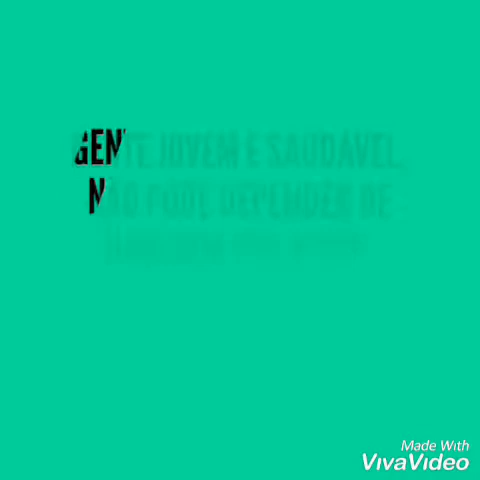 GENTE JOVEM E SAUDÁVEL,
NÃO PODE DEPENDER DE
Made With
VivaVideo